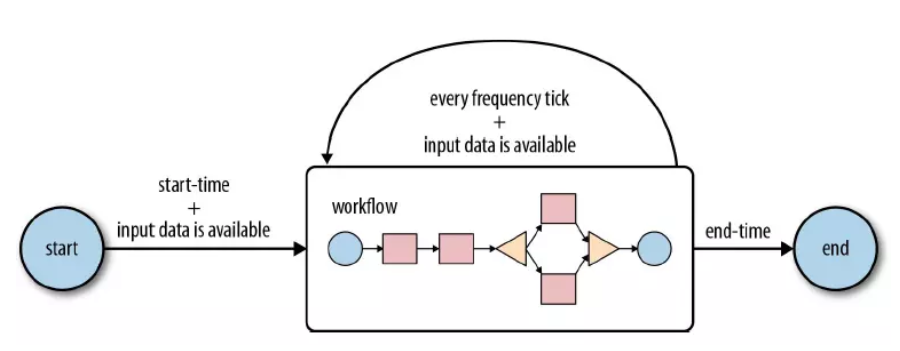 every frequency tick
+
input data is available
start-time
+
input data is available
workflow
start
end-time
end